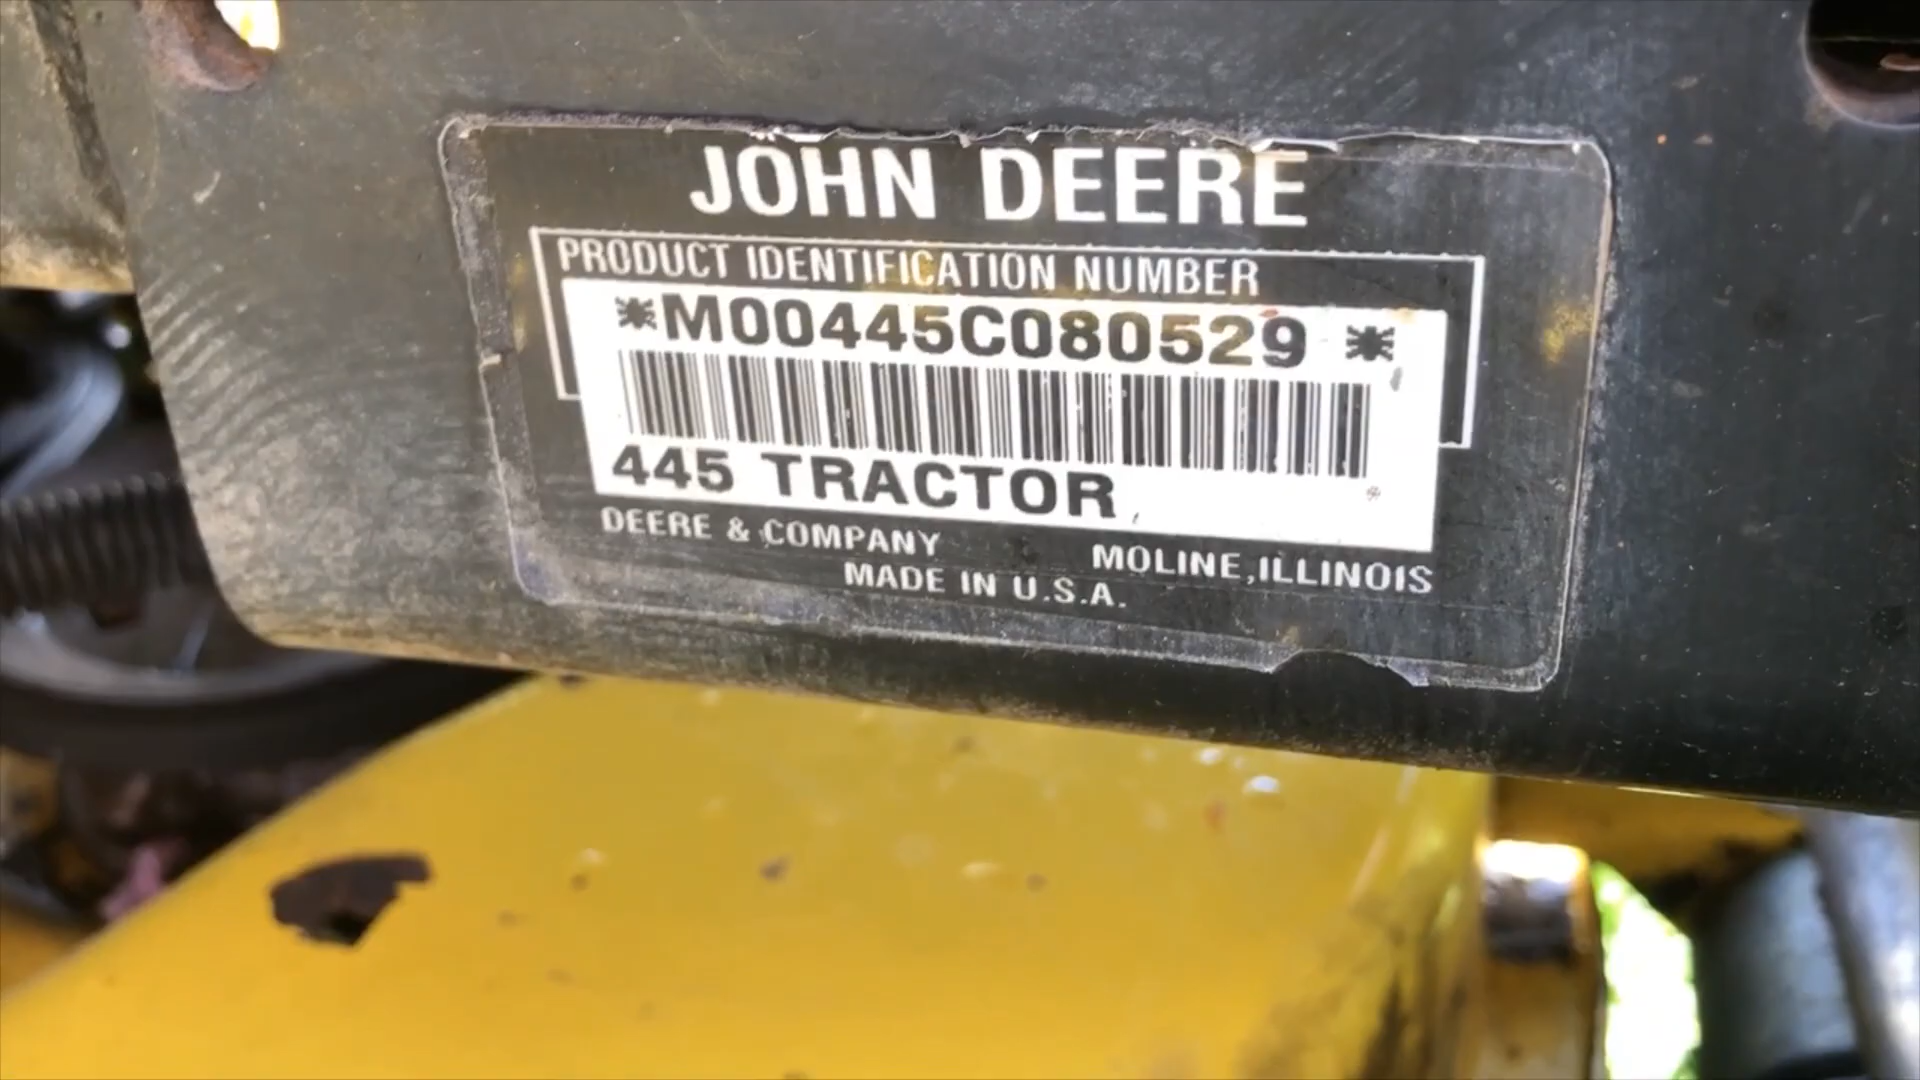 JOHN DEERE
PRODUCT IDENTIFICATION NUMBER
*M00445C080529 *
445 TRACTOR
DEERE & COMPANY MOLINE, ILLINOIS
MADE IN U.S.A.